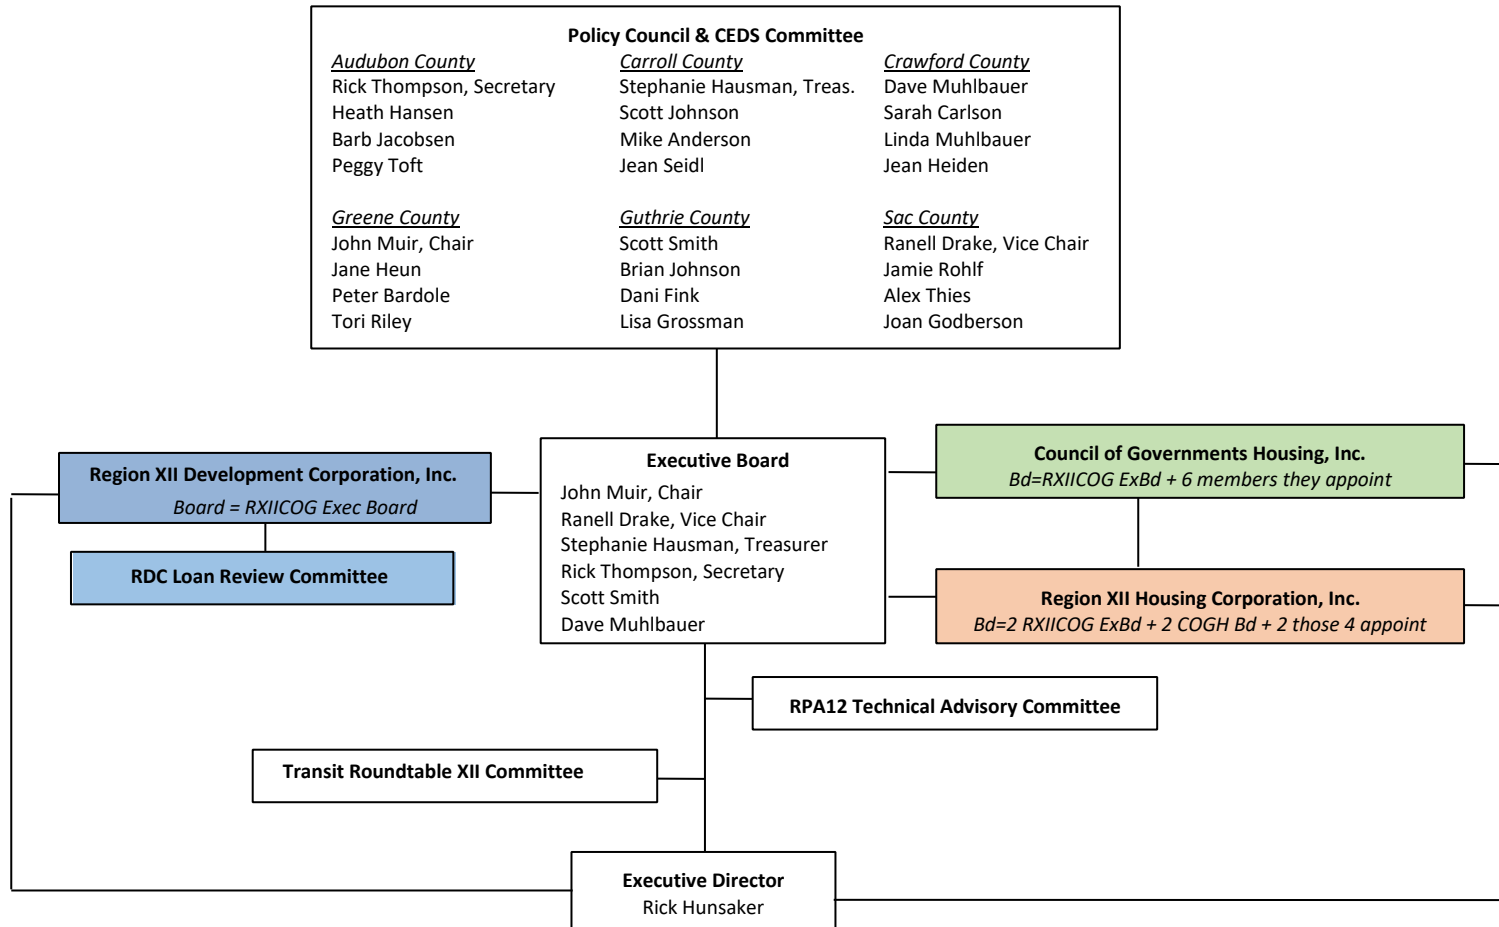 Policy Council & CEDS Committee
Audubon County
Rick Thompson, Secretary
Heath Hansen
Barb Jacobsen
Peggy Toft
Carroll County
Stephanie Hausman, Treas.
Scott Johnson
Mike Anderson
Jean Seidl
Crawford County
Dave Muhlbauer
Sarah Carlson
Linda Muhlbauer
Jean Heiden
Greene County
John Muir, Chair
Jane Heun
Peter Bardole
Tori Riley
Guthrie County
Scott Smith
Brian Johnson
Dani Fink
Lisa Grossman
Sac County
Ranell Drake, Vice Chair
Jamie Rohlf
Alex Thies
Joan Godberson
Region XII Development Corporation, Inc.
Board = RXIICOG Exec Board
RDC Loan Review Committee
Executive Board
John Muir, Chair
Ranell Drake, Vice Chair
Stephanie Hausman, Treasurer
Rick Thompson, Secretary
Scott Smith
Dave Muhlbauer
Council of Governments Housing, Inc.
Bd=RXIICOG ExBd + 6 members they appoint
Region XII Housing Corporation, Inc.
Bd=2 RXIICOG ExBd + 2 COGH Bd + 2 those 4 appoint
RPA12 Technical Advisory Committee
Transit Roundtable XII Committee
Executive Director
Rick Hunsaker